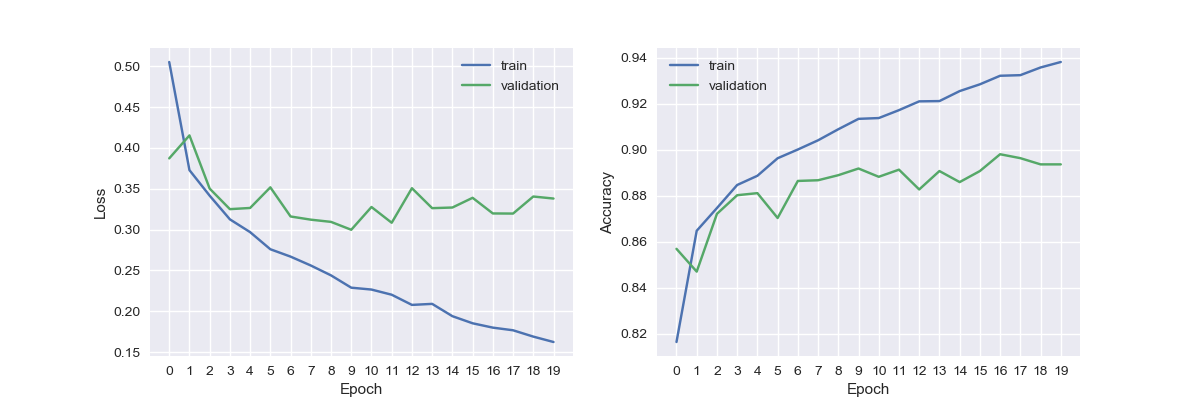 train
validation
0.50
0.45
0.40
0.35
0.30
0.25
0.20
0.15
Loss
0 1 2 3 4 5 6 7 8 9 10 11 12 13 14 15 16 17 18 19
Epoch
train
validation
0.94
0.92
0.90
0.88
0.86
0.84
0.82
Accuracy
0 1 2 3 4 5 6 7 8 9 10 11 12 13 14 15 16 17 18 19
Epoch